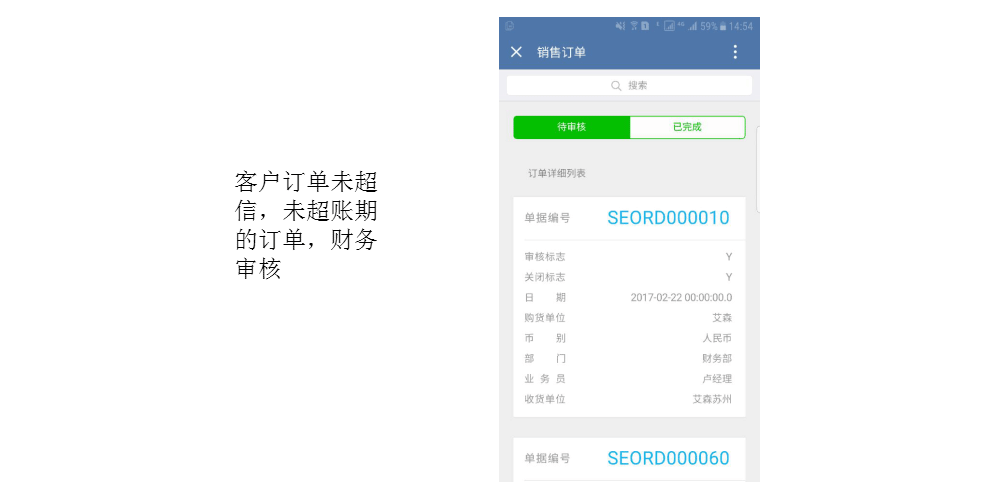 客户订单未超
信，未超账期
的订单，财务
审核
59% 14:54
销售订单
搜索
待审核 已完成
订单详细列表
单据编号 SEORD000010
审核标志 Y
关闭标志 Y
日 期 2017-02-22 00:00:00.0
购货单位 艾森
币 别 人民币
部 门 财务部
业 务 员 卢经理
收货单位 艾森苏州
单据编号 SEORD000060